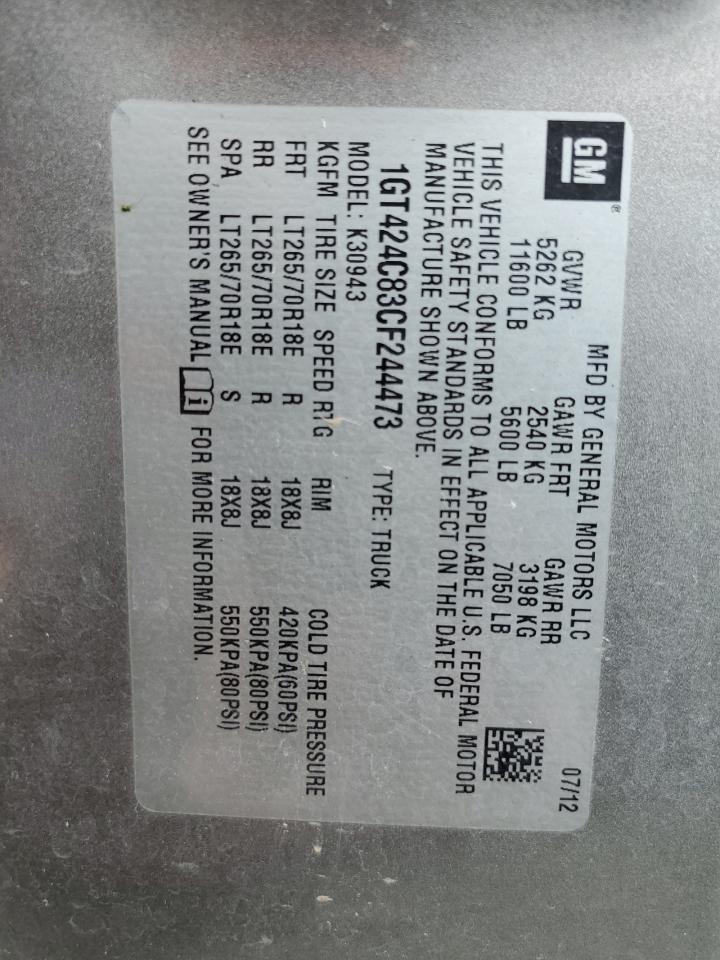 GM®
MFD BY GENERAL MOTORS LLC 07/12
GVWR GAWR FRT GAWR RR
5262 KG 2540 KG 3198 KG
11600 LB 5600 LB 7050 LB
THIS VEHICLE CONFORMS TO ALL APPLICABLE U.S. FEDERAL MOTOR
VEHICLE SAFETY STANDARDS IN EFFECT ON THE DATE OF
MANUFACTURE SHOWN ABOVE.
1GT424C83CF244473 TYPE: TRUCK
MODEL: K30943
KGFM TIRE SIZE SPEED RTG RIM COLD TIRE PRESSURE
FRT LT265/70R18E R 18X8J 420KPA(60PSI)
RR LT265/70R18E R 18X8J 550KPA(80PSI)
SPA LT265/70R18E S 18X8J 550KPA(80PSI)
SEE OWNER'S MANUAL i FOR MORE INFORMATION.